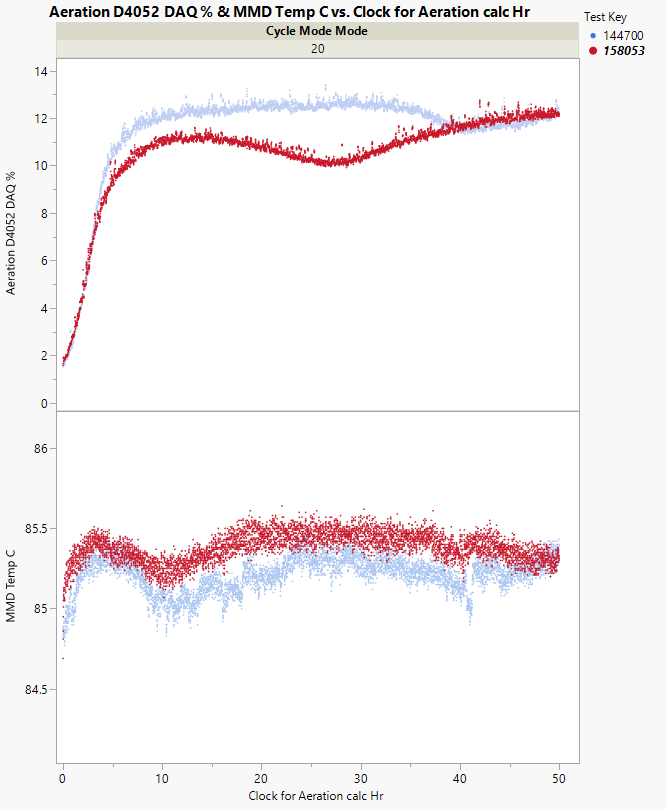 Aeration D4052 DAQ % & MMD Temp C vs. Clock for Aeration calc Hr
Cycle Mode Mode
20
Test Key
144700
158053
Aeration D4052 DAQ %
14
12
10
8
6
4
2
0
MMD Temp C
86
85.5
85
84.5
0 10 20 30 40 50
Clock for Aeration calc Hr